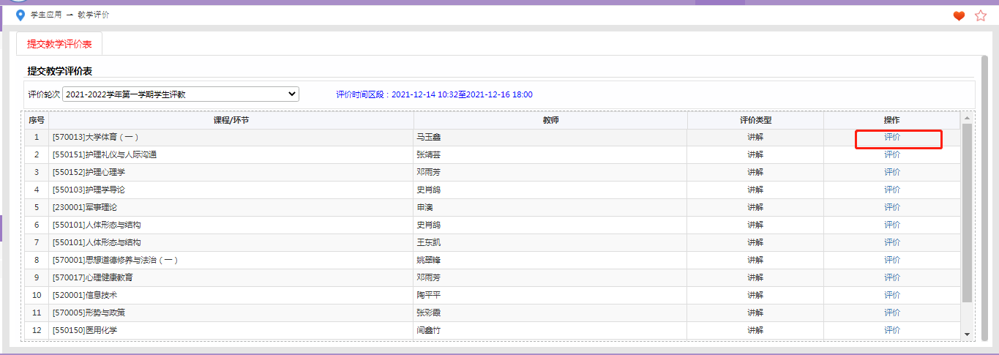 学生应用 → 教学评价
提交教学评价表
提交教学评价表
评价轮次 2021-2022学年第一学期学生评教 评价时间区段：2021-12-14 10:32至2021-12-16 18:00
序号 课程/环节 教师 评价类型 操作
1 [570013]大学体育（一） 马玉鑫 讲解 评价
2 [550151]护理礼仪与人际沟通 张靖芸 讲解 评价
3 [550152]护理心理学 邓雨芳 讲解 评价
4 [550103]护理学导论 史肖鸽 讲解 评价
5 [230001]军事理论 申澳 讲解 评价
6 [550101]人体形态与结构 史肖鸽 讲解 评价
7 [550101]人体形态与结构 王东凯 讲解 评价
8 [570001]思想道德修养与法治（一） 姚翠锋 讲解 评价
9 [570017]心理健康教育 邓雨芳 讲解 评价
10 [520001]信息技术 陶平平 讲解 评价
11 [570005]形势与政策 张彩霞 讲解 评价
12 [550150]医用化学 闫鑫竹 讲解 评价